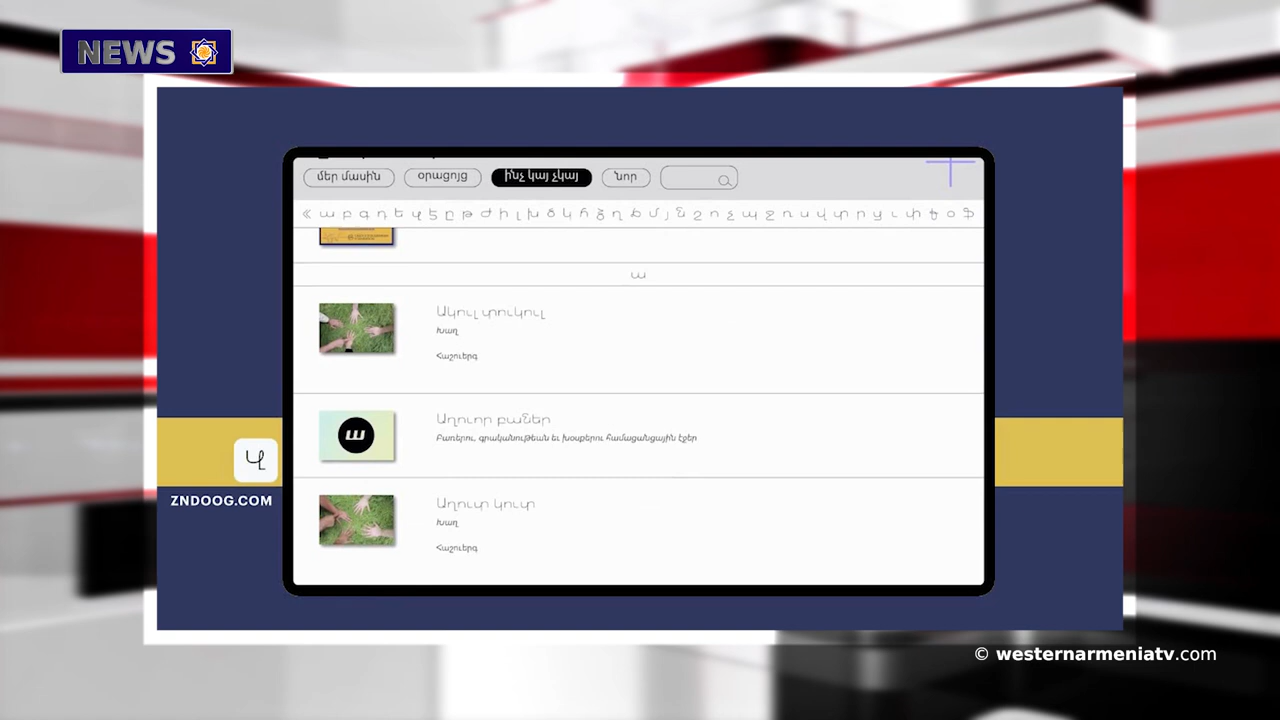 NEWS
մեր մասին օրացոյց ինչ կայ չկայ նոր
« ա բ գ դ ե զ է ը թ ժ ի լ խ ծ կ հ ձ ղ ճ մ յ ն շ ո չ պ ջ ռ ս վ տ ր ց ւ փ ք օ ֆ
ա
Ակուլ տուկուլ
Խաղ
Հաշուերգ
Աղուոր բաներ
Բառերու, գրականութեան եւ խօսքերու համացանցային էջեր
ա
Աղուտ կուտ
Խաղ
Հաշուերգ
ZNDOOG.COM
© westernarmeniatv.com